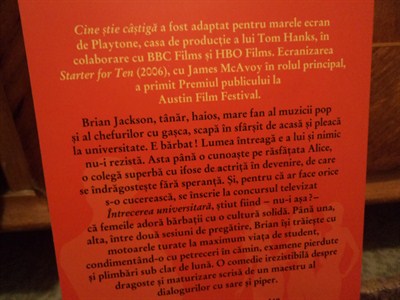 Cine știe câștigă a fost adaptat pentru marele ecran
de Playtone, casa de producție a lui Tom Hanks, în
colaborare cu BBC Films și HBO Films. Ecranizarea
Starter for Ten (2006), cu James McAvoy în rolul principal,
a primit Premiul publicului la
Austin Film Festival.
Brian Jackson, tânăr, haios, mare fan al muzicii pop
și al chefurilor cu gașca, scapă în sfârșit de acasă și pleacă
la universitate. E bărbat! Lumea întreagă e a lui și nimic
nu-i rezistă. Asta până o cunoaște pe răsfățata Alice,
o colegă superbă cu ifose de actriță în devenire, de care
se îndrăgostește fără speranță. Și, pentru că ar face orice
s-o cucerească, se înscrie la concursul televizat
Întrecerea universitară, știut fiind – nu-i așa? –
că femeile adoră bărbații cu o cultură solidă. Până una,
alta, între două sesiuni de pregătire, Brian își trăiește cu
motoarele turate la maximum viața de student,
condimentând-o cu petreceri în cămin, examene pierdute
și plimbări sub clar de lună. O comedie irezistibilă despre
dragoste și maturizare scrisă de un maestru al
dialogurilor cu sare și piper.